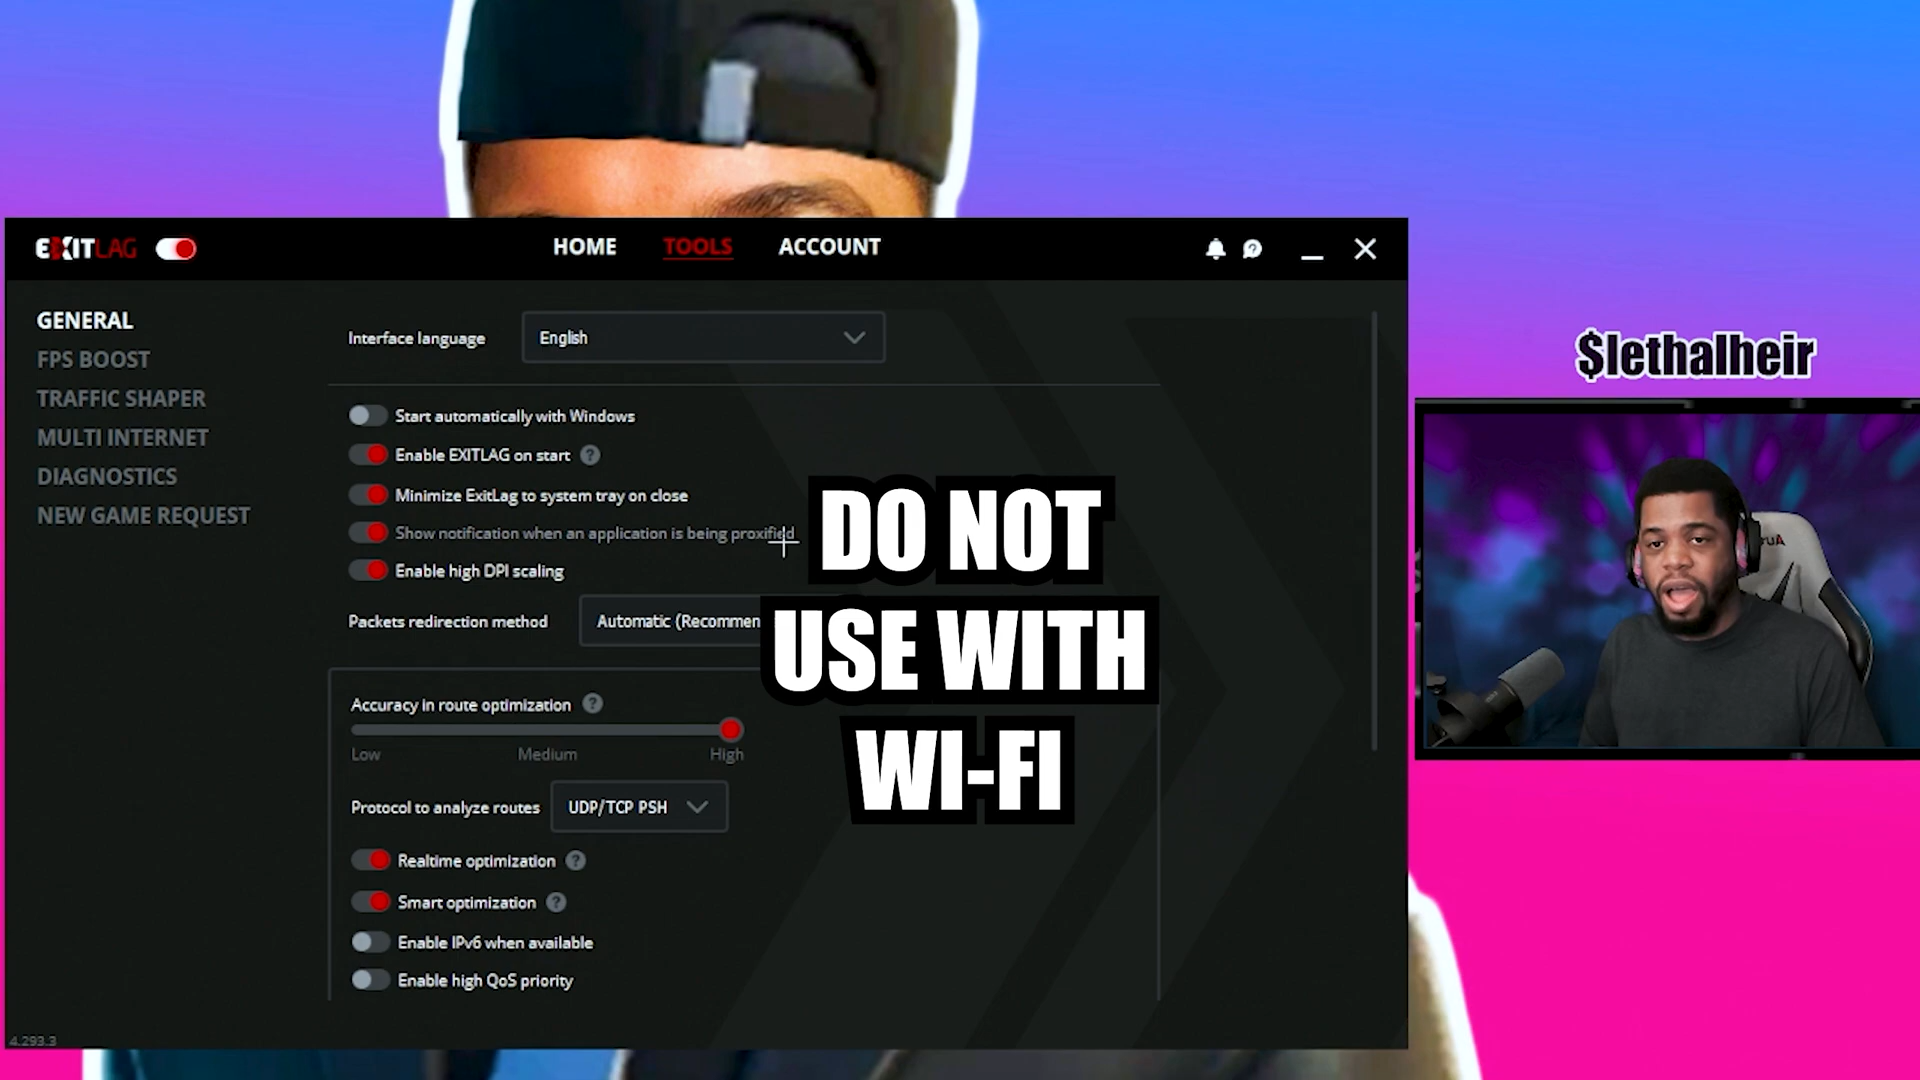 EXITLAG
HOME
TOOLS
ACCOUNT
GENERAL
FPS BOOST
TRAFFIC SHAPER
MULTI INTERNET
DIAGNOSTICS
NEW GAME REQUEST
Interface language
English
Start automatically with Windows
Enable EXITLAG on start ?
Minimize ExitLag to system tray on close
Show notification when an application is being proxified
Enable high DPI scaling
Packets redirection method
Automatic (Recommen
Accuracy in route optimization ?
Low Medium High
Protocol to analyze routes
UDP/TCP PSH
Realtime optimization ?
Smart optimization ?
Enable IPv6 when available
Enable high QoS priority
4.293.3
DO NOT
USE WITH
WI-FI
$lethalheir